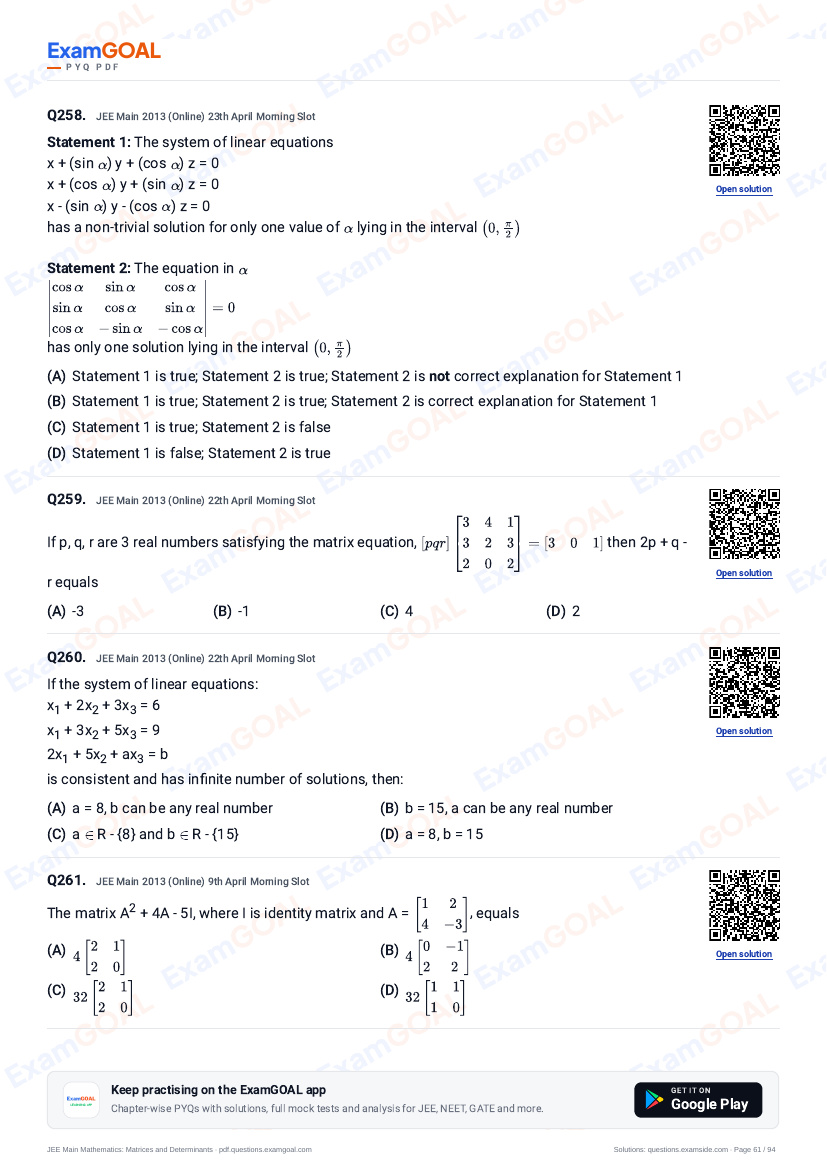 ExamGOAL
PYQ PDF
Q258. JEE Main 2013 (Online) 23th April Morning Slot
Open solution
Statement 1: The system of linear equations
x + (sin α) y + (cos α) z = 0
x + (cos α) y + (sin α) z = 0
x - (sin α) y - (cos α) z = 0
has a non-trivial solution for only one value of α lying in the interval (0, π/2)
Statement 2: The equation in α
| cos α sin α cos α |
| sin α cos α sin α | = 0
| cos α − sin α − cos α |
has only one solution lying in the interval (0, π/2)
(A) Statement 1 is true; Statement 2 is true; Statement 2 is not correct explanation for Statement 1
(B) Statement 1 is true; Statement 2 is true; Statement 2 is correct explanation for Statement 1
(C) Statement 1 is true; Statement 2 is false
(D) Statement 1 is false; Statement 2 is true
Q259. JEE Main 2013 (Online) 22th April Morning Slot
Open solution
If p, q, r are 3 real numbers satisfying the matrix equation, [pqr] [3 4 1; 3 2 3; 2 0 2] = [3 0 1] then 2p + q -
r equals
(A) -3 (B) -1 (C) 4 (D) 2
Q260. JEE Main 2013 (Online) 22th April Morning Slot
Open solution
If the system of linear equations:
x₁ + 2x₂ + 3x₃ = 6
x₁ + 3x₂ + 5x₃ = 9
2x₁ + 5x₂ + ax₃ = b
is consistent and has infinite number of solutions, then:
(A) a = 8, b can be any real number (B) b = 15, a can be any real number
(C) a ∈ R - {8} and b ∈ R - {15} (D) a = 8, b = 15
Q261. JEE Main 2013 (Online) 9th April Morning Slot
Open solution
The matrix A² + 4A - 5I, where I is identity matrix and A = [1 2; 4 −3], equals
(A) 4 [2 1; 2 0] (B) 4 [0 −1; 2 2]
(C) 32 [2 1; 2 0] (D) 32 [1 1; 1 0]
Keep practising on the ExamGOAL app
Chapter-wise PYQs with solutions, full mock tests and analysis for JEE, NEET, GATE and more.
GET IT ON
Google Play
JEE Main Mathematics: Matrices and Determinants · pdf.questions.examgoal.com
Solutions: questions.examside.com · Page 61 / 94